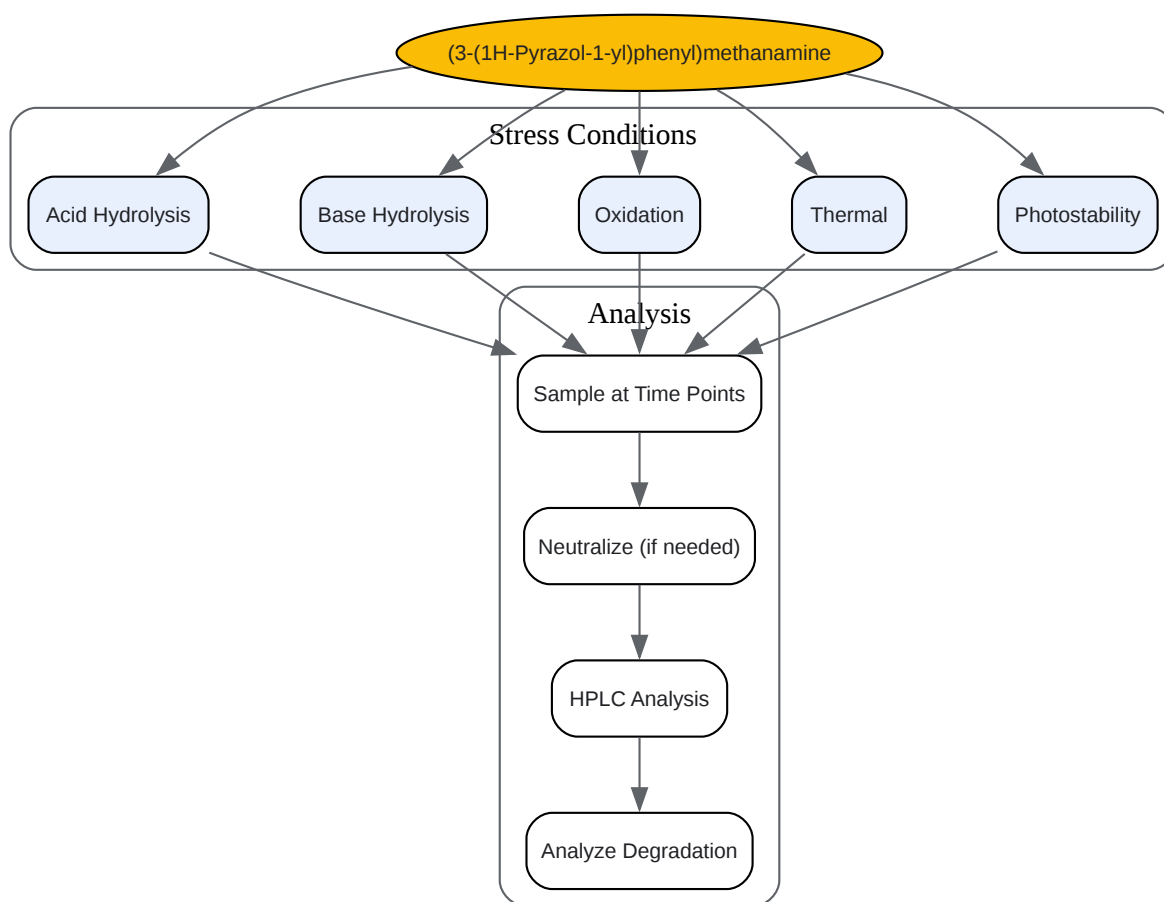 (3-(1H-Pyrazol-1-yl)phenyl)methanamine
Stress Conditions
Acid Hydrolysis
Base Hydrolysis
Oxidation
Thermal
Photostability
Analysis
Sample at Time Points
Neutralize (if needed)
HPLC Analysis
Analyze Degradation